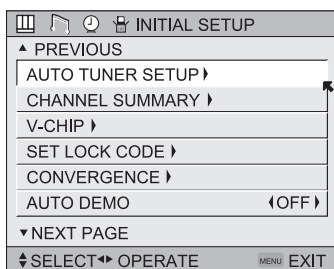 INITIAL SETUP
PREVIOUS
AUTO TUNER SETUP
CHANNEL SUMMARY
V-CHIP
SET LOCK CODE
CONVERGENCE
AUTO DEMO (OFF)
NEXT PAGE
SELECT OPERATE MENU EXIT